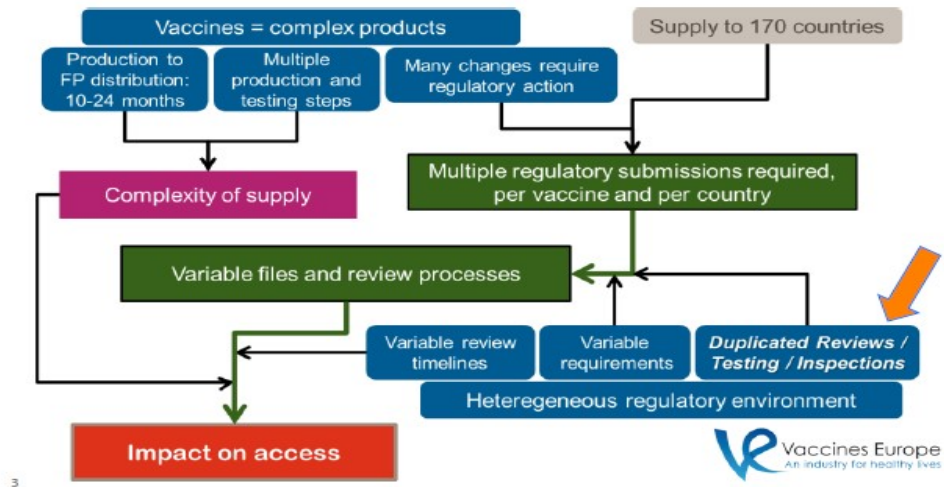 Vaccines = complex products
Supply to 170 countries
Production to
FP distribution:
10-24 months
Multiple
production and
testing steps
Many changes require
regulatory action
Complexity of supply
Multiple regulatory submissions required,
per vaccine and per country
Variable files and review processes
Variable review
timelines
Variable
requirements
Duplicated Reviews /
Testing / Inspections
Heteregeneous regulatory environment
Impact on access
VE
Vaccines Europe
An industry for healthy lives
3